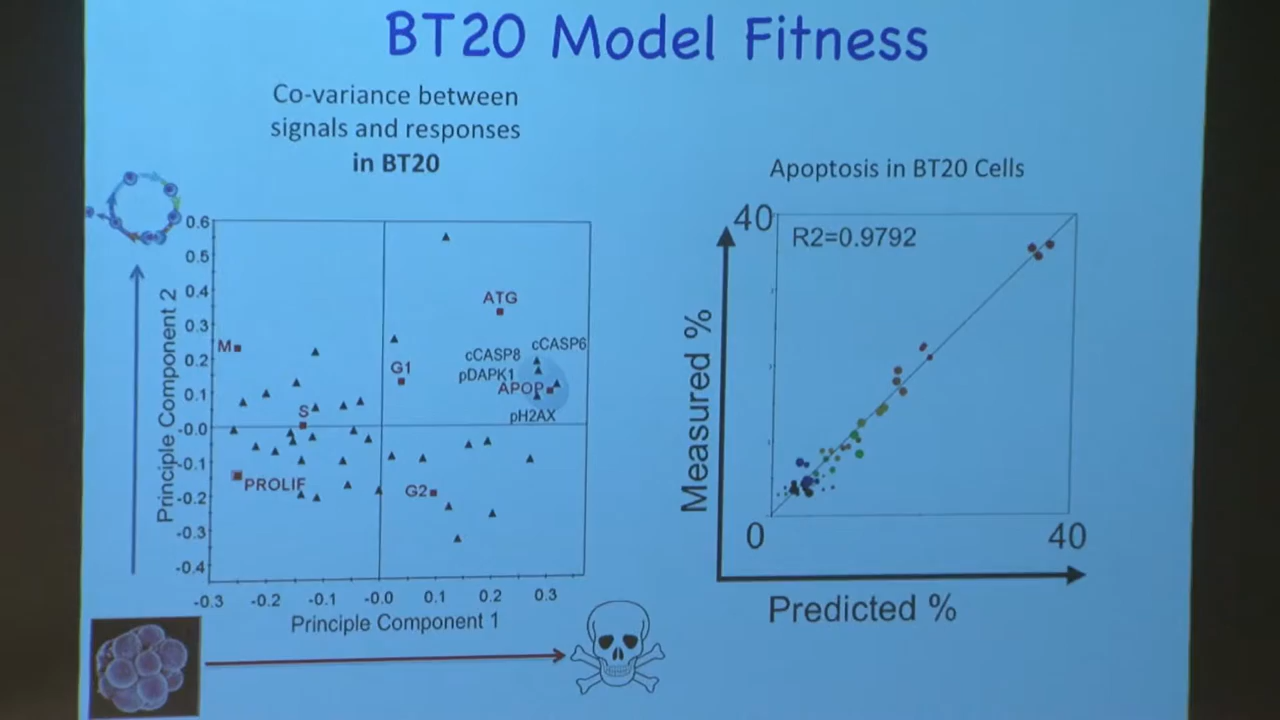 BT20 Model Fitness
Co-variance between
signals and responses
in BT20
Principle Component 2
0.6
0.5
0.4
0.3
0.2
0.1
-0.0
-0.1
-0.2
-0.3
-0.4
ATG
M
cCASP6
cCASP8
G1
pDAPK1
APOP
S
pH2AX
PROLIF
G2
-0.3 -0.2 -0.1 -0.0 0.1 0.2 0.3
Principle Component 1
Apoptosis in BT20 Cells
40
R2=0.9792
Measured %
0 40
Predicted %